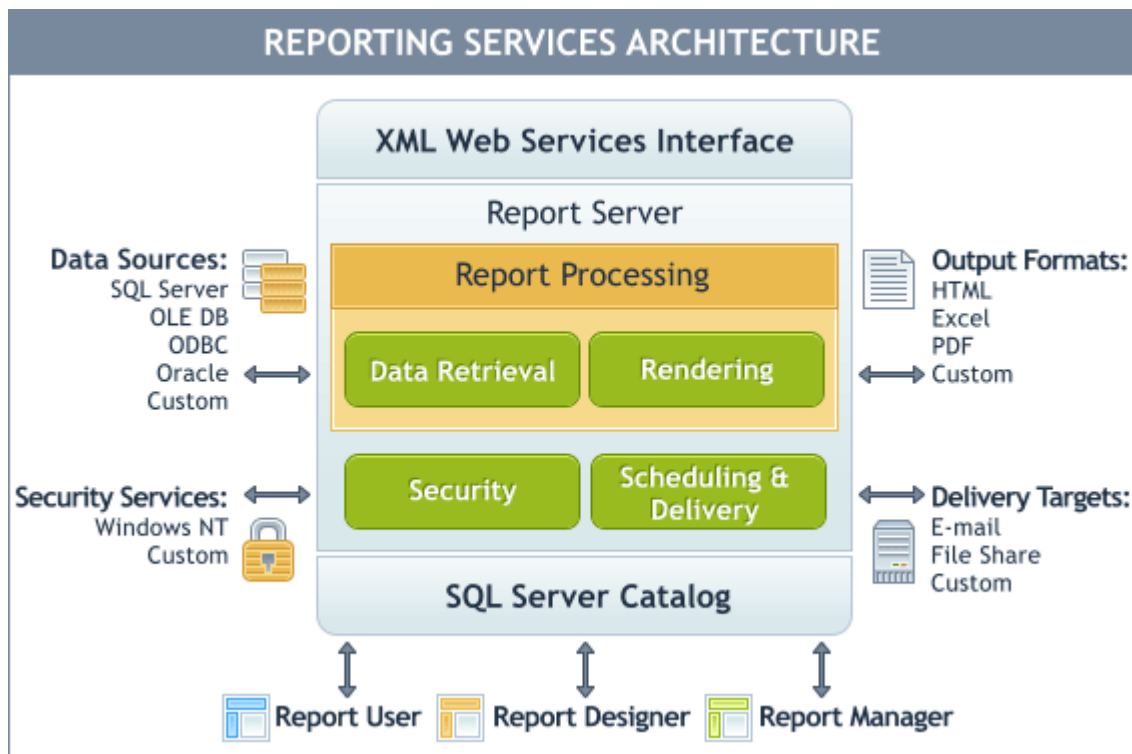 REPORTING SERVICES ARCHITECTURE
XML Web Services Interface
Report Server
Report Processing
Data Retrieval
Rendering
Security
Scheduling &
Delivery
SQL Server Catalog
Data Sources:
SQL Server
OLE DB
ODBC
Oracle
Custom
Security Services:
Windows NT
Custom
Output Formats:
HTML
Excel
PDF
Custom
Delivery Targets:
E-mail
File Share
Custom
Report User
Report Designer
Report Manager